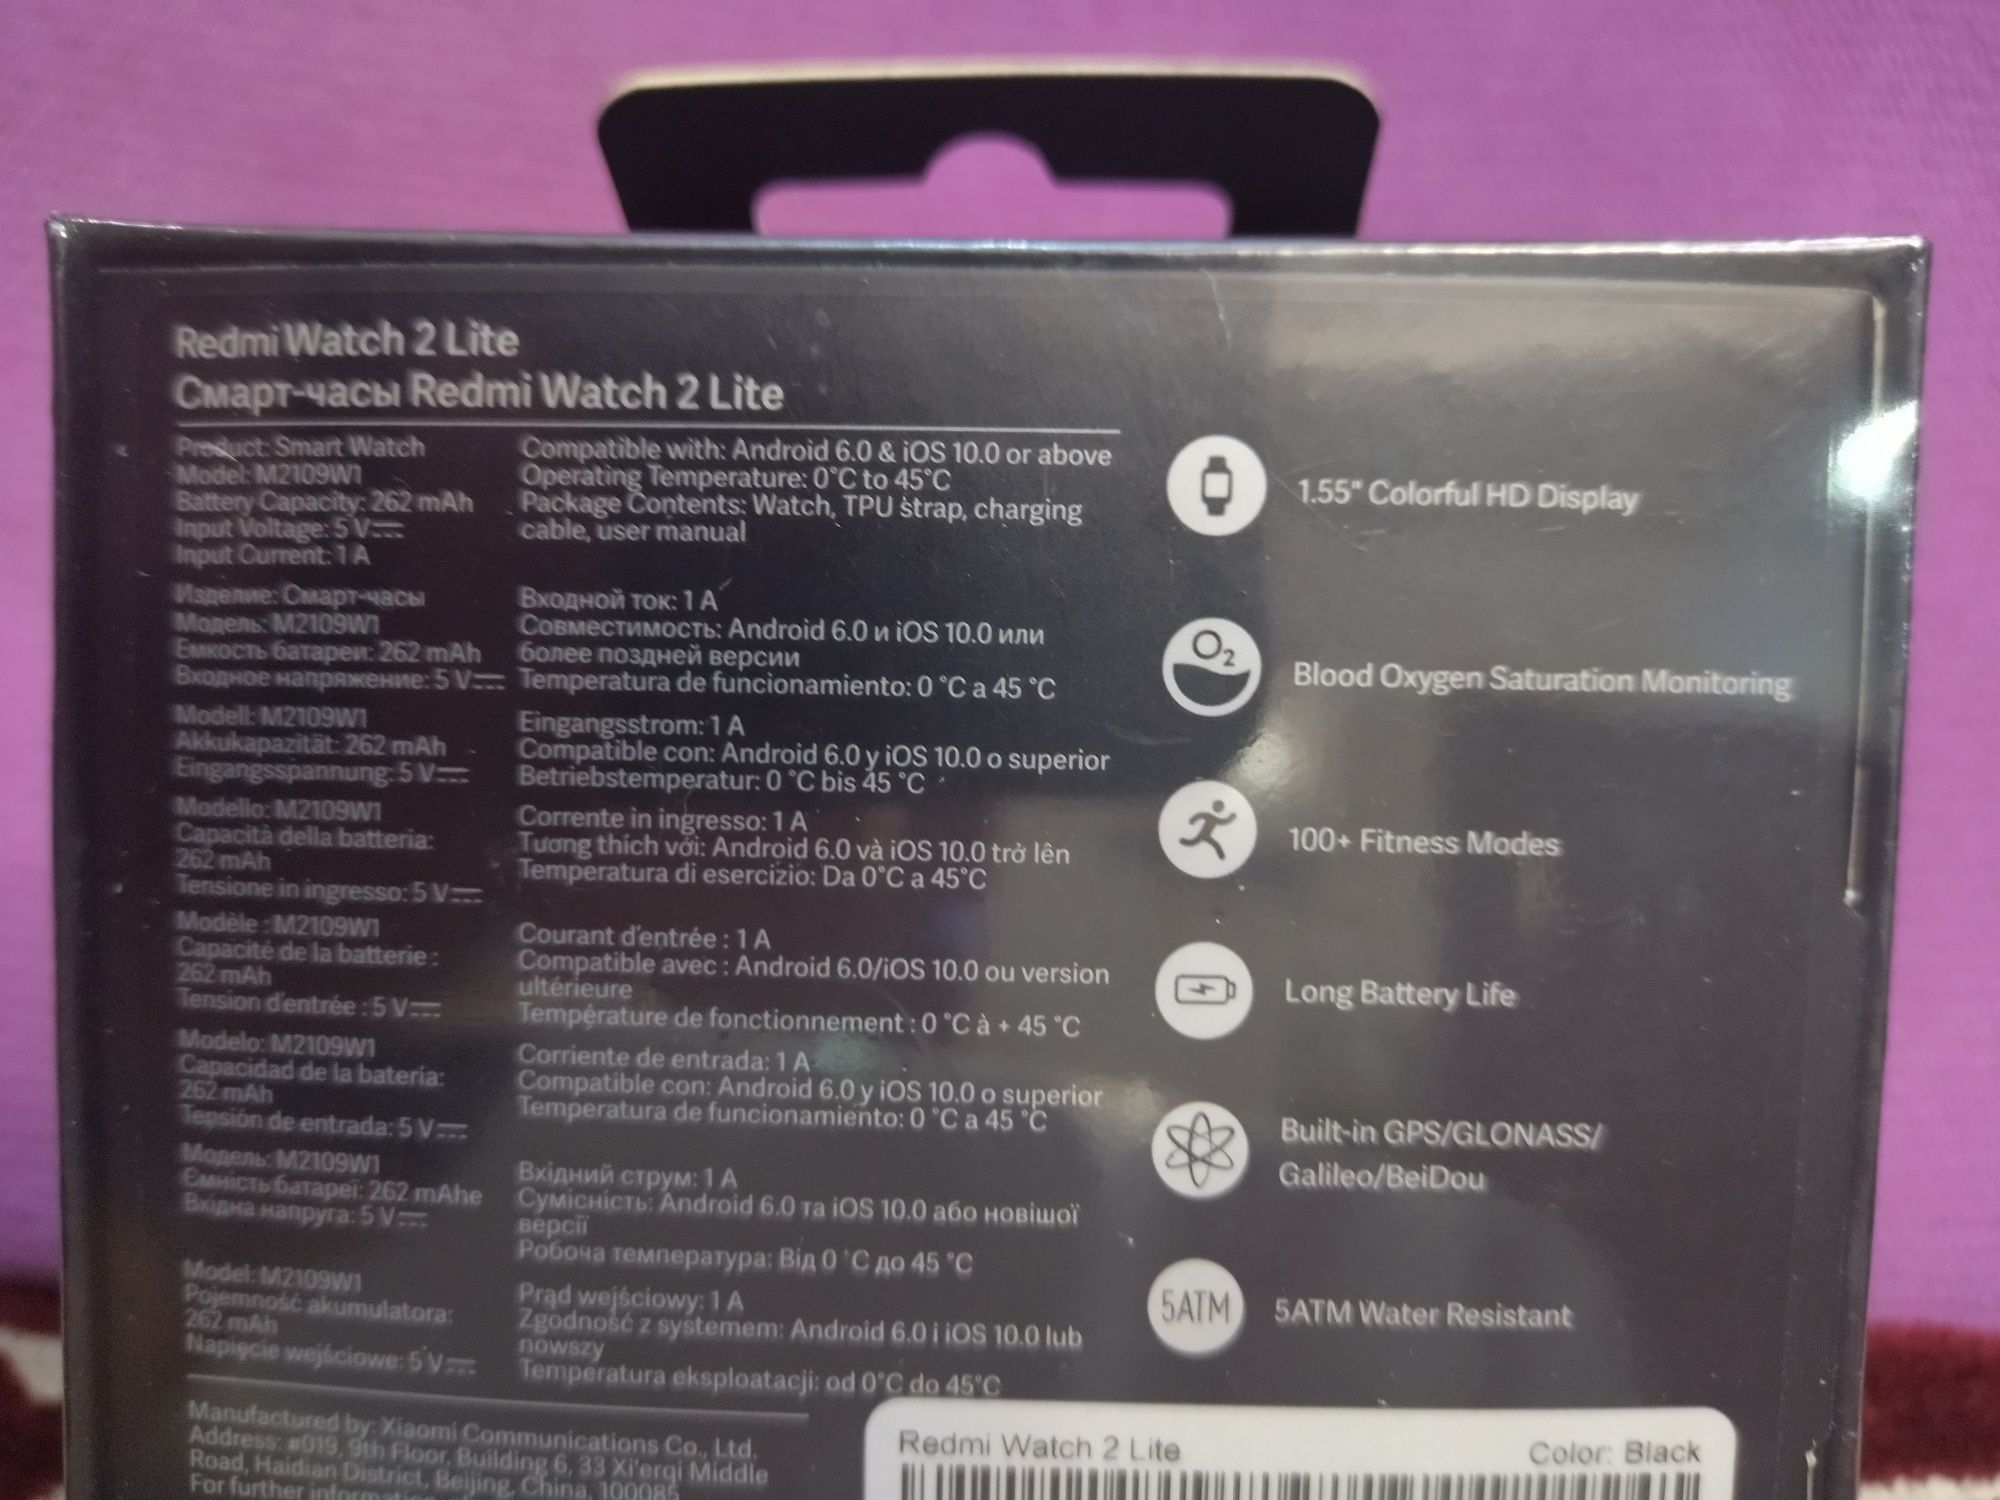 Redmi Watch 2 Lite
Смарт-часы Redmi Watch 2 Lite
Product: Smart Watch
Model: M2109W1
Battery Capacity: 262 mAh
Input Voltage: 5 V⎓
Input Current: 1 A
Compatible with: Android 6.0 & iOS 10.0 or above
Operating Temperature: 0°C to 45°C
Package Contents: Watch, TPU strap, charging
cable, user manual
Изделие: Смарт-часы
Модель: M2109W1
Емкость батареи: 262 mAh
Входное напряжение: 5 V⎓
Входной ток: 1 A
Совместимость: Android 6.0 и iOS 10.0 или
более поздней версии
Temperatura de funcionamiento: 0 °C a 45 °C
Modell: M2109W1
Akkukapazität: 262 mAh
Eingangsspannung: 5 V⎓
Eingangsstrom: 1 A
Compatible con: Android 6.0 y iOS 10.0 o superior
Betriebstemperatur: 0 °C bis 45 °C
Modello: M2109W1
Capacità della batteria:
262 mAh
Tensione in ingresso: 5 V⎓
Corrente in ingresso: 1 A
Tương thích với: Android 6.0 và iOS 10.0 trở lên
Temperatura di esercizio: Da 0°C a 45°C
Modèle : M2109W1
Capacité de la batterie :
262 mAh
Tension d'entrée : 5 V⎓
Courant d'entrée : 1 A
Compatible avec : Android 6.0/iOS 10.0 ou version
ultérieure
Température de fonctionnement : 0 °C à + 45 °C
Modelo: M2109W1
Capacidad de la batería:
262 mAh
Tensión de entrada: 5 V⎓
Corriente de entrada: 1 A
Compatible con: Android 6.0 y iOS 10.0 o superior
Temperatura de funcionamiento: 0 °C a 45 °C
Модель: M2109W1
Ємність батареї: 262 mAhe
Вхідна напруга: 5 V⎓
Вхідний струм: 1 A
Сумісність: Android 6.0 та iOS 10.0 або новішої
версії
Робоча температура: Від 0 °C до 45 °C
Model: M2109W1
Pojemność akumulatora:
262 mAh
Napięcie wejściowe: 5 V⎓
Prąd wejściowy: 1 A
Zgodność z systemem: Android 6.0 i iOS 10.0 lub
nowszy
Temperatura eksploatacji: od 0°C do 45°C
Manufactured by: Xiaomi Communications Co., Ltd.
Address: #019, 9th Floor, Building 6, 33 Xi'erqi Middle
Road, Haidian District, Beijing, China, 100085
For further
1.55" Colorful HD Display
O2
Blood Oxygen Saturation Monitoring
100+ Fitness Modes
Long Battery Life
Built-in GPS/GLONASS/
Galileo/BeiDou
5ATM
5ATM Water Resistant
Redmi Watch 2 Lite
Color: Black